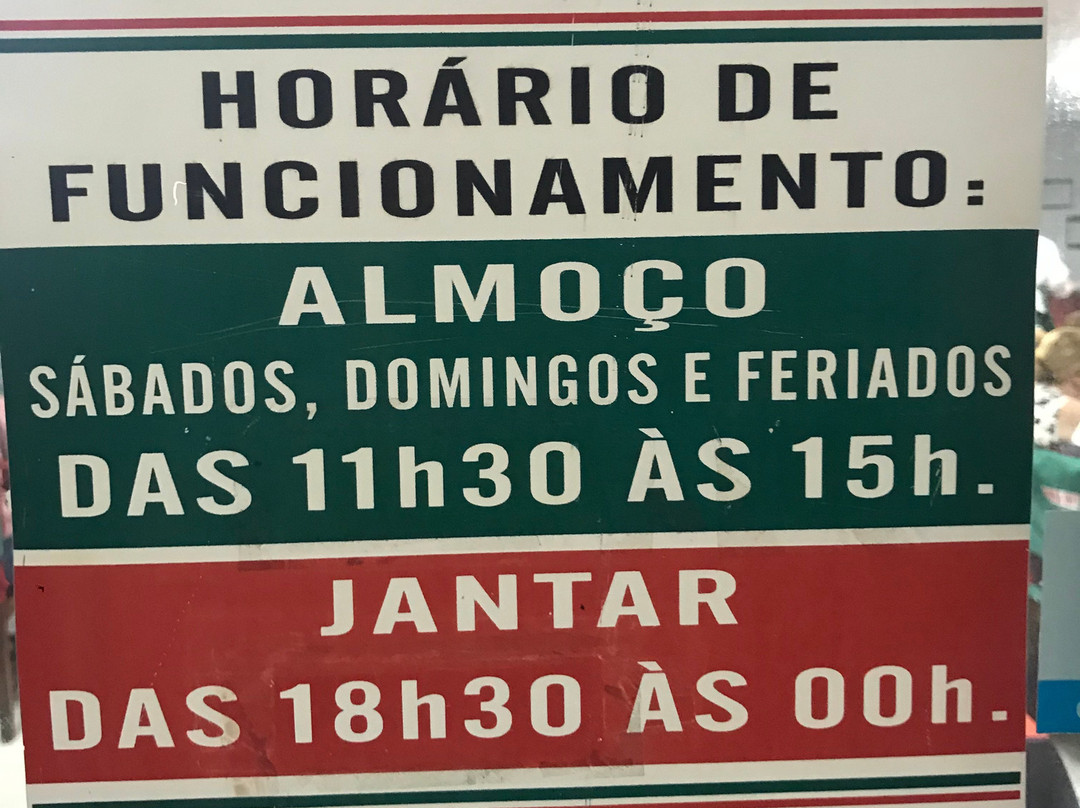 HORÁRIO DE
FUNCIONAMENTO:
ALMOÇO
SÁBADOS, DOMINGOS E FERIADOS
DAS 11h30 ÀS 15h.
JANTAR
DAS 18h30 ÀS 00h.